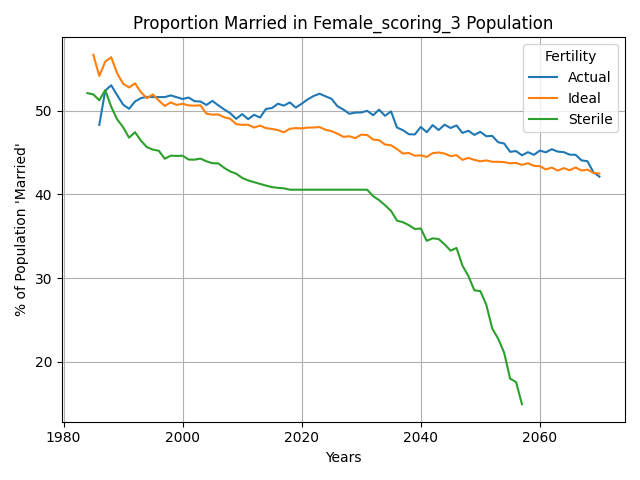 Proportion Married in Female_scoring_3 Population
% of Population 'Married'
50
40
30
20
Fertility
Actual
Ideal
Sterile
1980
2000
2020
2040
2060
Years